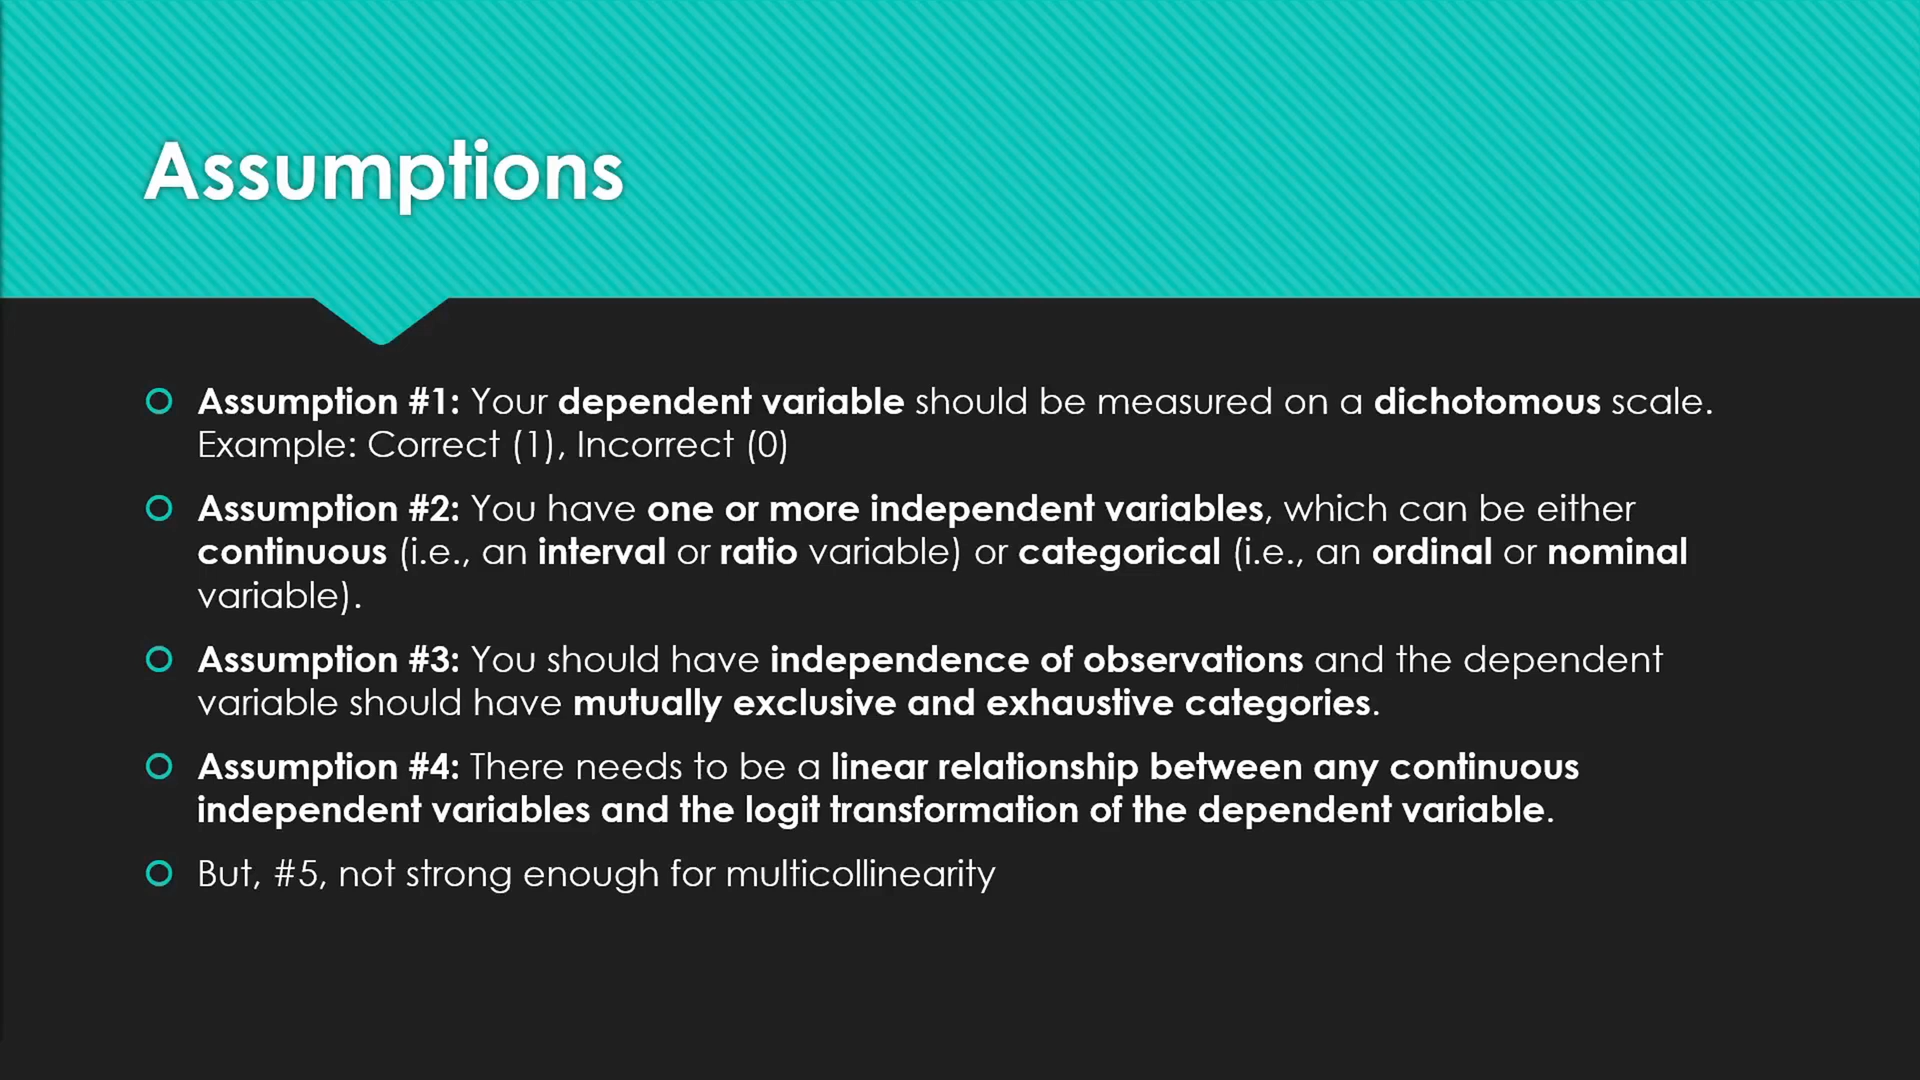 Assumptions
Assumption #1: Your dependent variable should be measured on a dichotomous scale.
Example: Correct (1), Incorrect (0)
Assumption #2: You have one or more independent variables, which can be either
continuous (i.e., an interval or ratio variable) or categorical (i.e., an ordinal or nominal
variable).
Assumption #3: You should have independence of observations and the dependent
variable should have mutually exclusive and exhaustive categories.
Assumption #4: There needs to be a linear relationship between any continuous
independent variables and the logit transformation of the dependent variable.
But, #5, not strong enough for multicollinearity